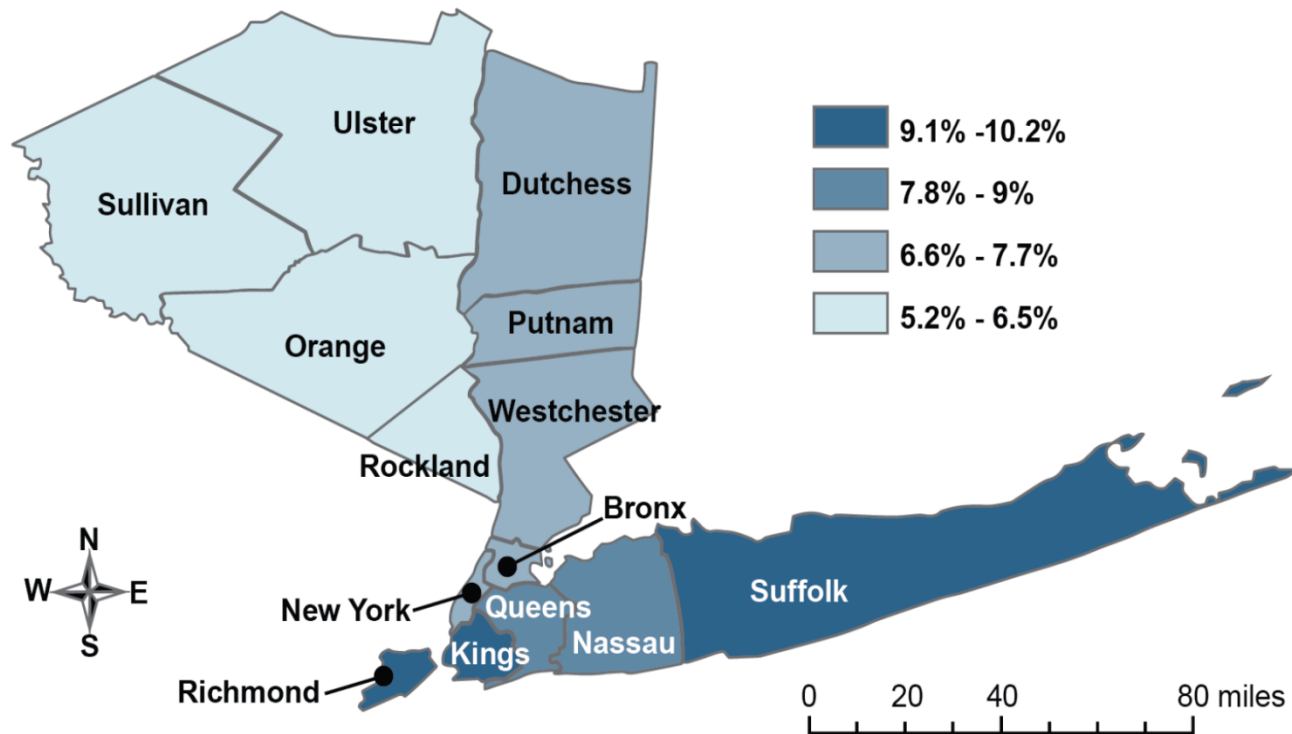 Ulster
Dutchess
Sullivan
9.1% -10.2%
7.8% - 9%
6.6% - 7.7%
5.2% - 6.5%
Putnam
Orange
Westchester
Rockland
Bronx
N
W E
S
New York
Queens
Suffolk
Kings
Nassau
Richmond
0 20 40 80 miles